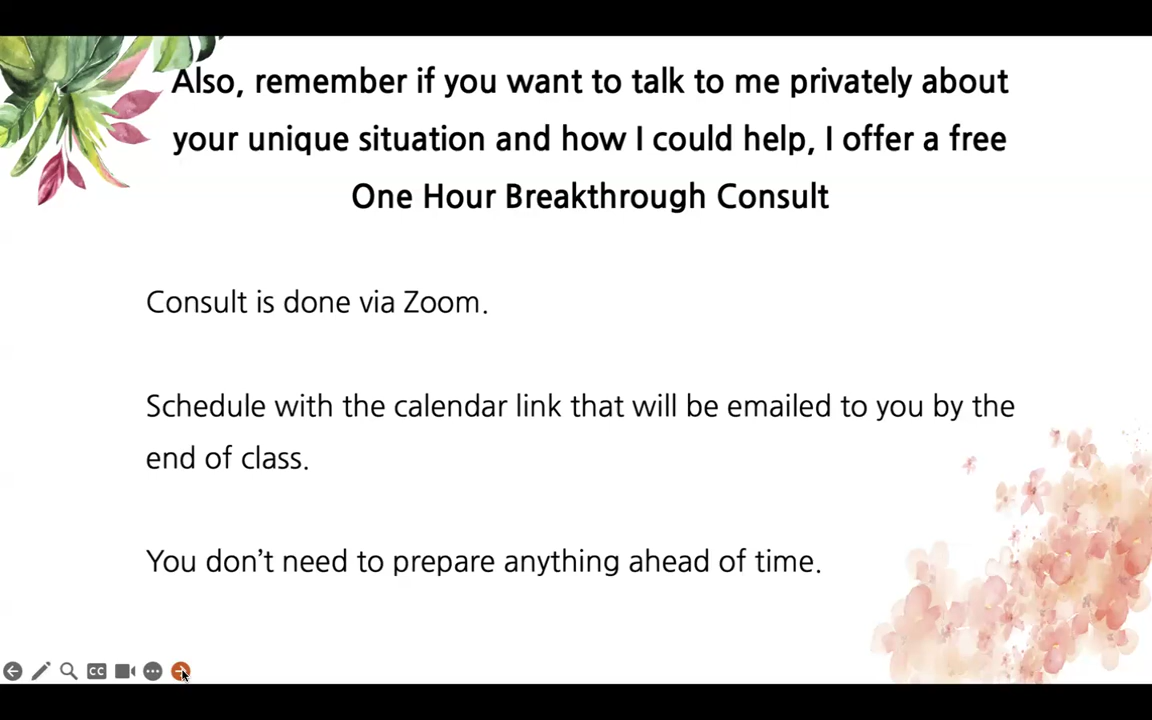 Also, remember if you want to talk to me privately about
your unique situation and how I could help, I offer a free
One Hour Breakthrough Consult
Consult is done via Zoom.
Schedule with the calendar link that will be emailed to you by the
end of class.
You don’t need to prepare anything ahead of time.
CC